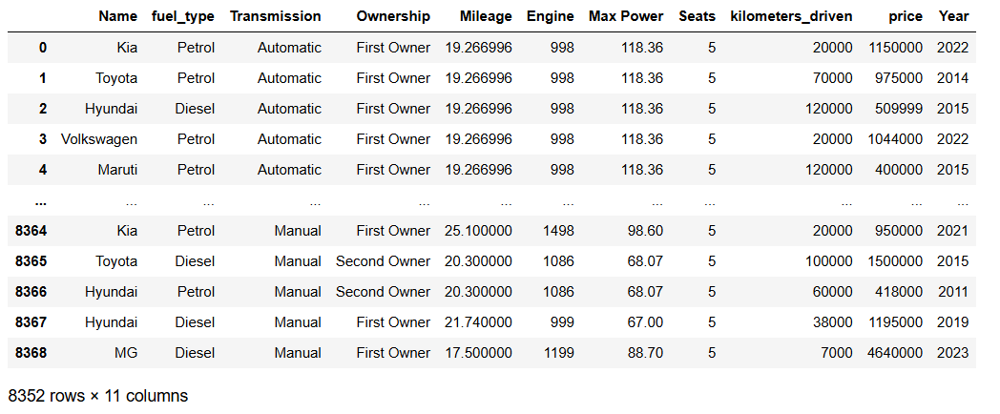 Name fuel_type Transmission Ownership Mileage Engine Max Power Seats kilometers_driven price Year
0 Kia Petrol Automatic First Owner 19.266996 998 118.36 5 20000 1150000 2022
1 Toyota Petrol Automatic First Owner 19.266996 998 118.36 5 70000 975000 2014
2 Hyundai Diesel Automatic First Owner 19.266996 998 118.36 5 120000 509999 2015
3 Volkswagen Petrol Automatic First Owner 19.266996 998 118.36 5 20000 1044000 2022
4 Maruti Petrol Automatic First Owner 19.266996 998 118.36 5 120000 400000 2015
... ... ... ... ... ... ... ... ... ... ... ...
8364 Kia Petrol Manual First Owner 25.100000 1498 98.60 5 20000 950000 2021
8365 Toyota Diesel Manual Second Owner 20.300000 1086 68.07 5 100000 1500000 2015
8366 Hyundai Petrol Manual Second Owner 20.300000 1086 68.07 5 60000 418000 2011
8367 Hyundai Diesel Manual First Owner 21.740000 999 67.00 5 38000 1195000 2019
8368 MG Diesel Manual First Owner 17.500000 1199 88.70 5 7000 4640000 2023
8352 rows × 11 columns